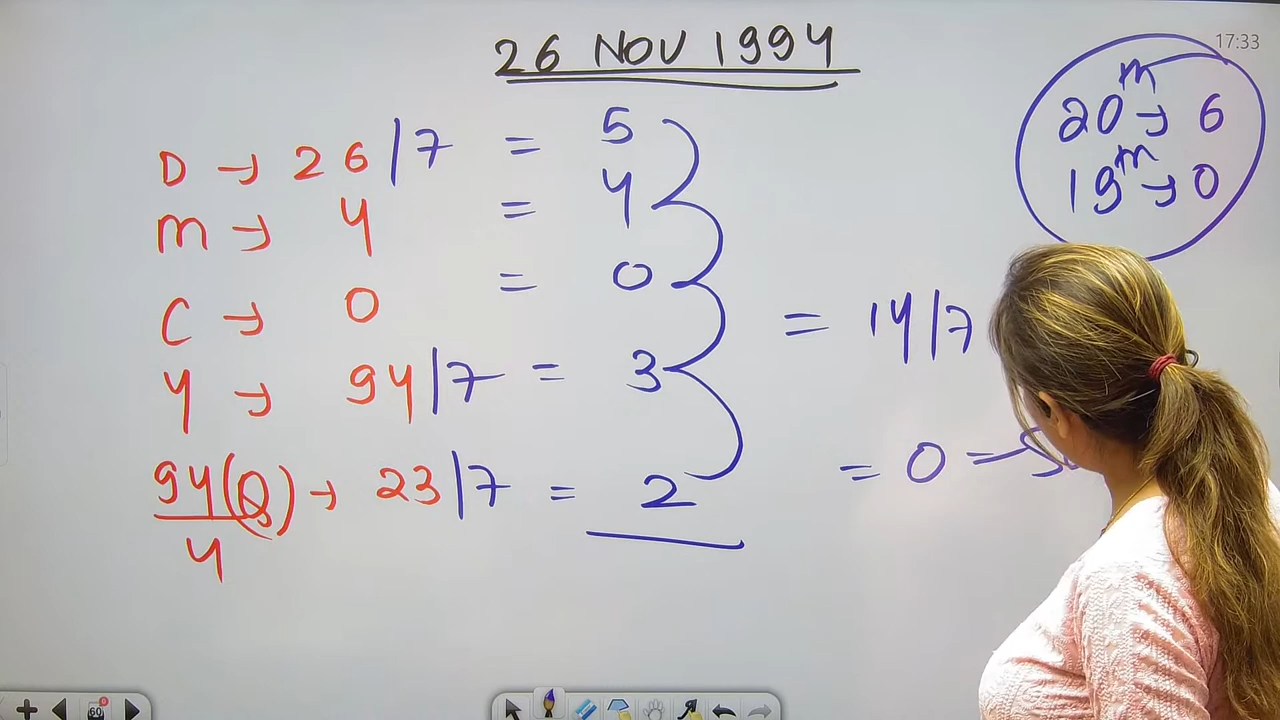 26 NOV 1994
17:33
20ᵐ → 6
19ᵐ → 0
D → 26/7 = 5
m → 4 = 4
C → 0 = 0
Y → 94/7 = 3
= 14/7
94(Q)/4 → 23/7 = 2
= 0 =
60